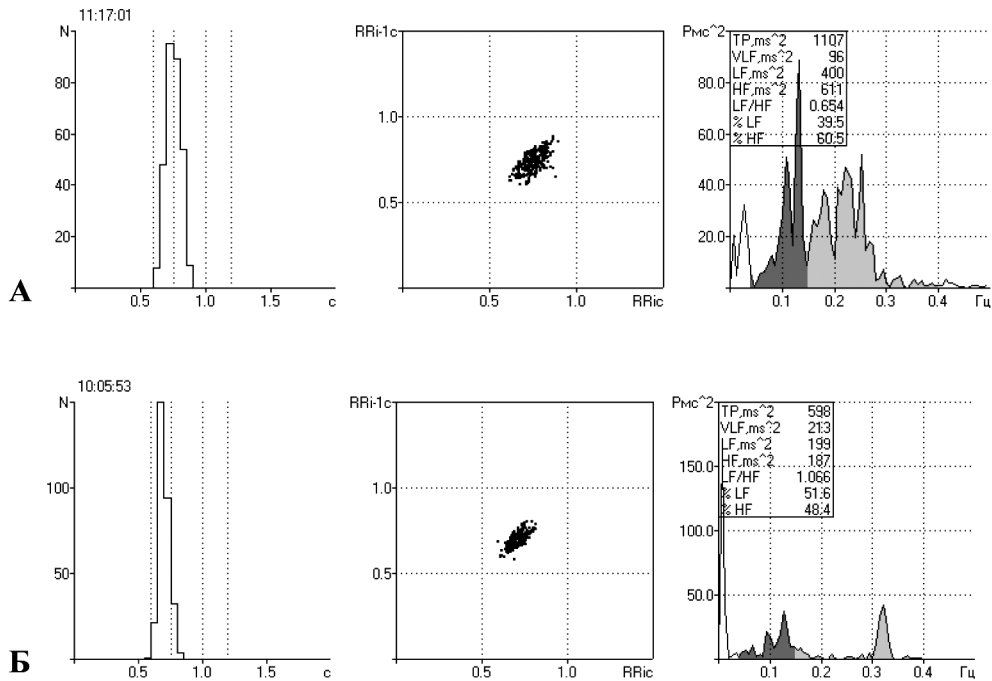 11:17:01
N
80
60
40
20
0.5 1.0 1.5 с
RRi-1с
1.0
0.5
0.5 1.0
RRiс
Pмс^2
80.0
60.0
40.0
20.0
TP,ms^2 1107
VLF,ms^2 96
LF,ms^2 400
HF,ms^2 611
LF/HF 0.654
% LF 39.5
% HF 60.5
0.1 0.2 0.3 0.4 Гц
А
10:05:53
N
100
50
0.5 1.0 1.5 с
RRi-1с
1.0
0.5
0.5 1.0
RRiс
Pмс^2
150.0
100.0
50.0
TP,ms^2 598
VLF,ms^2 213
LF,ms^2 199
HF,ms^2 187
LF/HF 1.066
% LF 51.6
% HF 48.4
0.1 0.2 0.3 0.4 Гц
Б